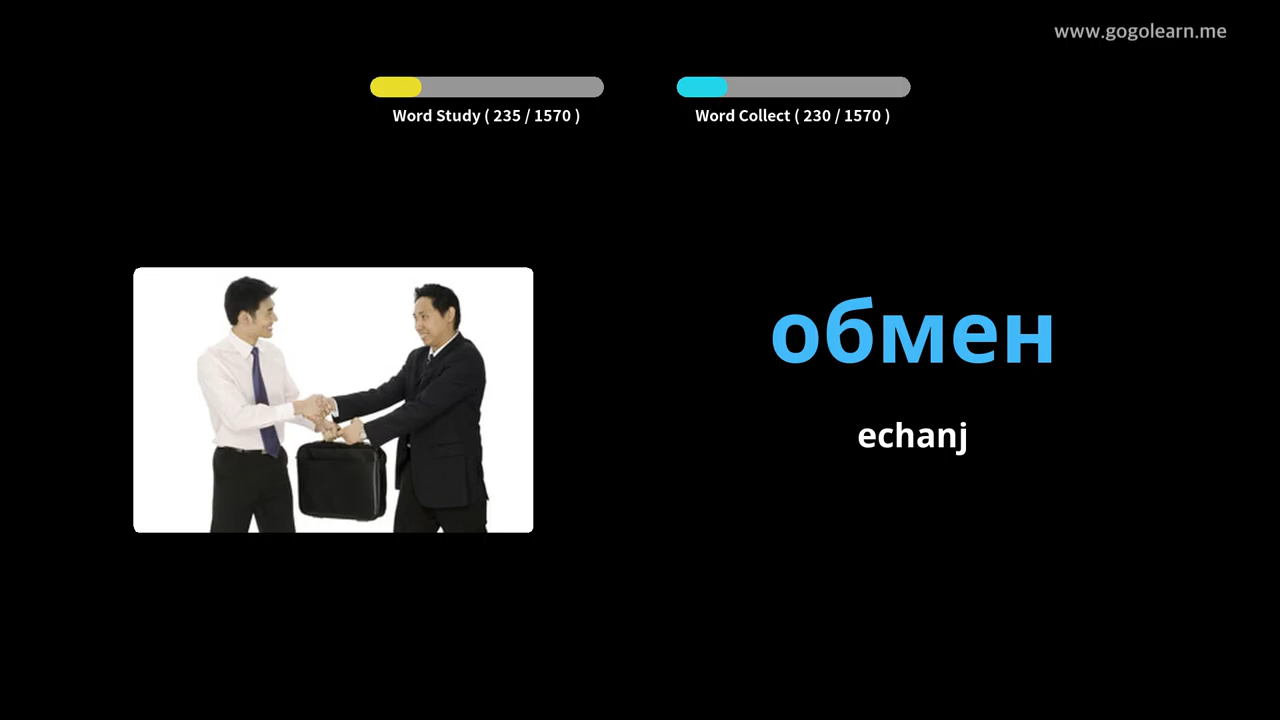 www.gogolearn.me
Word Study ( 235 / 1570 )
Word Collect ( 230 / 1570 )
обмен
echanj